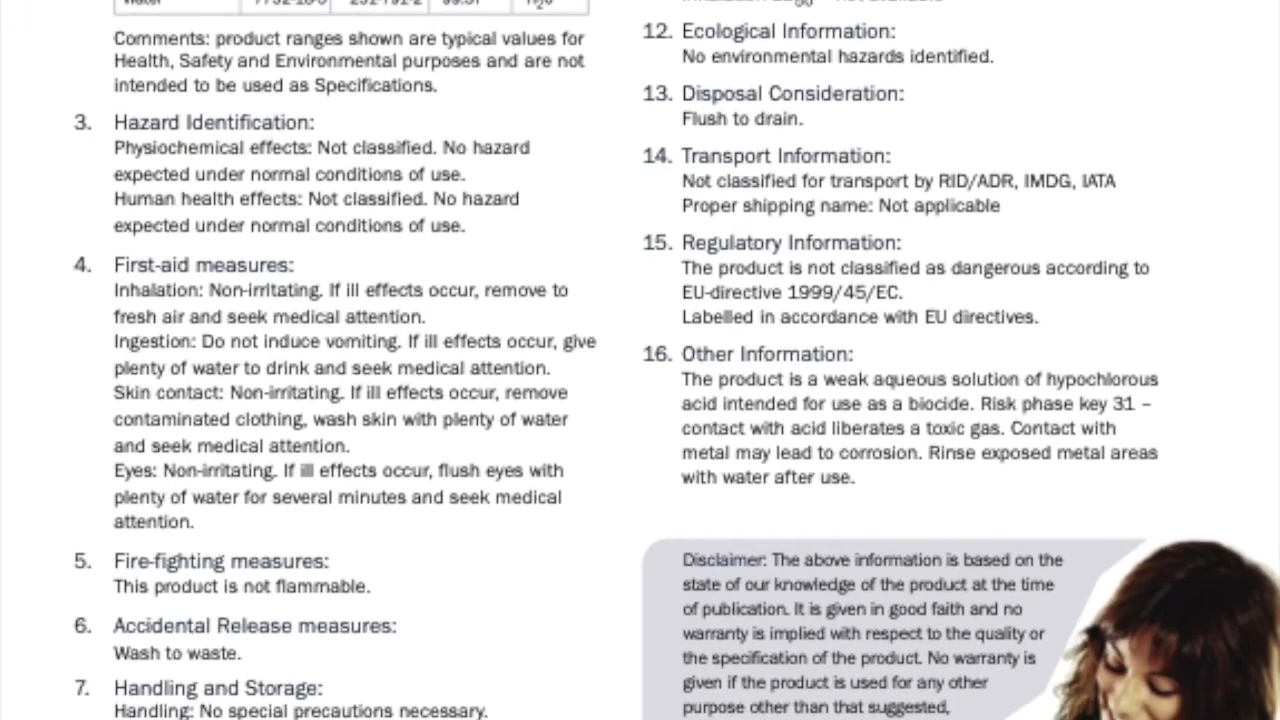 Water 7732-18-5 231-791-2 99.97 H₂O
Comments: product ranges shown are typical values for
Health, Safety and Environmental purposes and are not
intended to be used as Specifications.
3. Hazard Identification:
Physiochemical effects: Not classified. No hazard
expected under normal conditions of use.
Human health effects: Not classified. No hazard
expected under normal conditions of use.
4. First-aid measures:
Inhalation: Non-irritating. If ill effects occur, remove to
fresh air and seek medical attention.
Ingestion: Do not induce vomiting. If ill effects occur, give
plenty of water to drink and seek medical attention.
Skin contact: Non-irritating. If ill effects occur, remove
contaminated clothing, wash skin with plenty of water
and seek medical attention.
Eyes: Non-irritating. If ill effects occur, flush eyes with
plenty of water for several minutes and seek medical
attention.
5. Fire-fighting measures:
This product is not flammable.
6. Accidental Release measures:
Wash to waste.
7. Handling and Storage:
Handling: No special precautions necessary.
12. Ecological Information:
No environmental hazards identified.
13. Disposal Consideration:
Flush to drain.
14. Transport Information:
Not classified for transport by RID/ADR, IMDG, IATA
Proper shipping name: Not applicable
15. Regulatory Information:
The product is not classified as dangerous according to
EU-directive 1999/45/EC.
Labelled in accordance with EU directives.
16. Other Information:
The product is a weak aqueous solution of hypochlorous
acid intended for use as a biocide. Risk phase key 31 –
contact with acid liberates a toxic gas. Contact with
metal may lead to corrosion. Rinse exposed metal areas
with water after use.
Disclaimer: The above information is based on the
state of our knowledge of the product at the time
of publication. It is given in good faith and no
warranty is implied with respect to the quality or
the specification of the product. No warranty is
given if the product is used for any other
purpose other than that suggested,